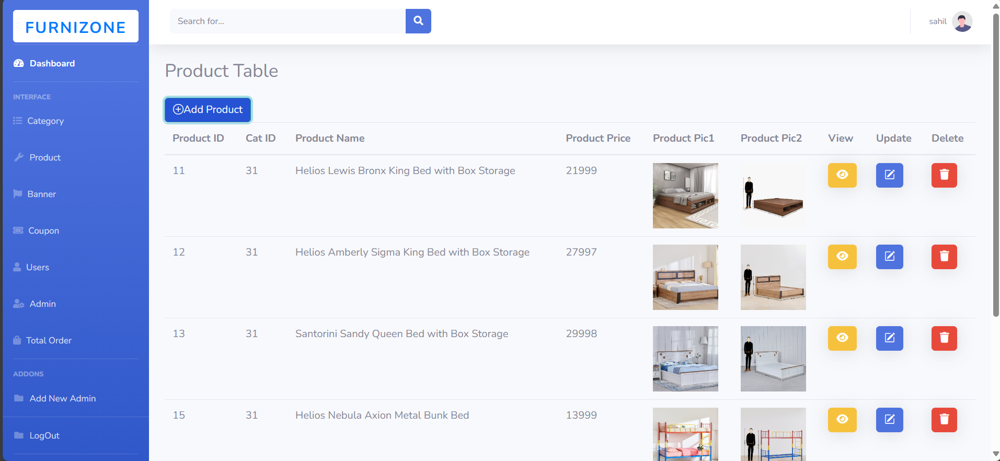 FURNIZONE
Search for...
sahil
Dashboard
INTERFACE
Category
Product
Banner
Coupon
Users
Admin
Total Order
ADDONS
Add New Admin
LogOut
Product Table
Add Product
Product ID Cat ID Product Name Product Price Product Pic1 Product Pic2 View Update Delete
11 31 Helios Lewis Bronx King Bed with Box Storage 21999
12 31 Helios Amberly Sigma King Bed with Box Storage 27997
13 31 Santorini Sandy Queen Bed with Box Storage 29998
15 31 Helios Nebula Axion Metal Bunk Bed 13999